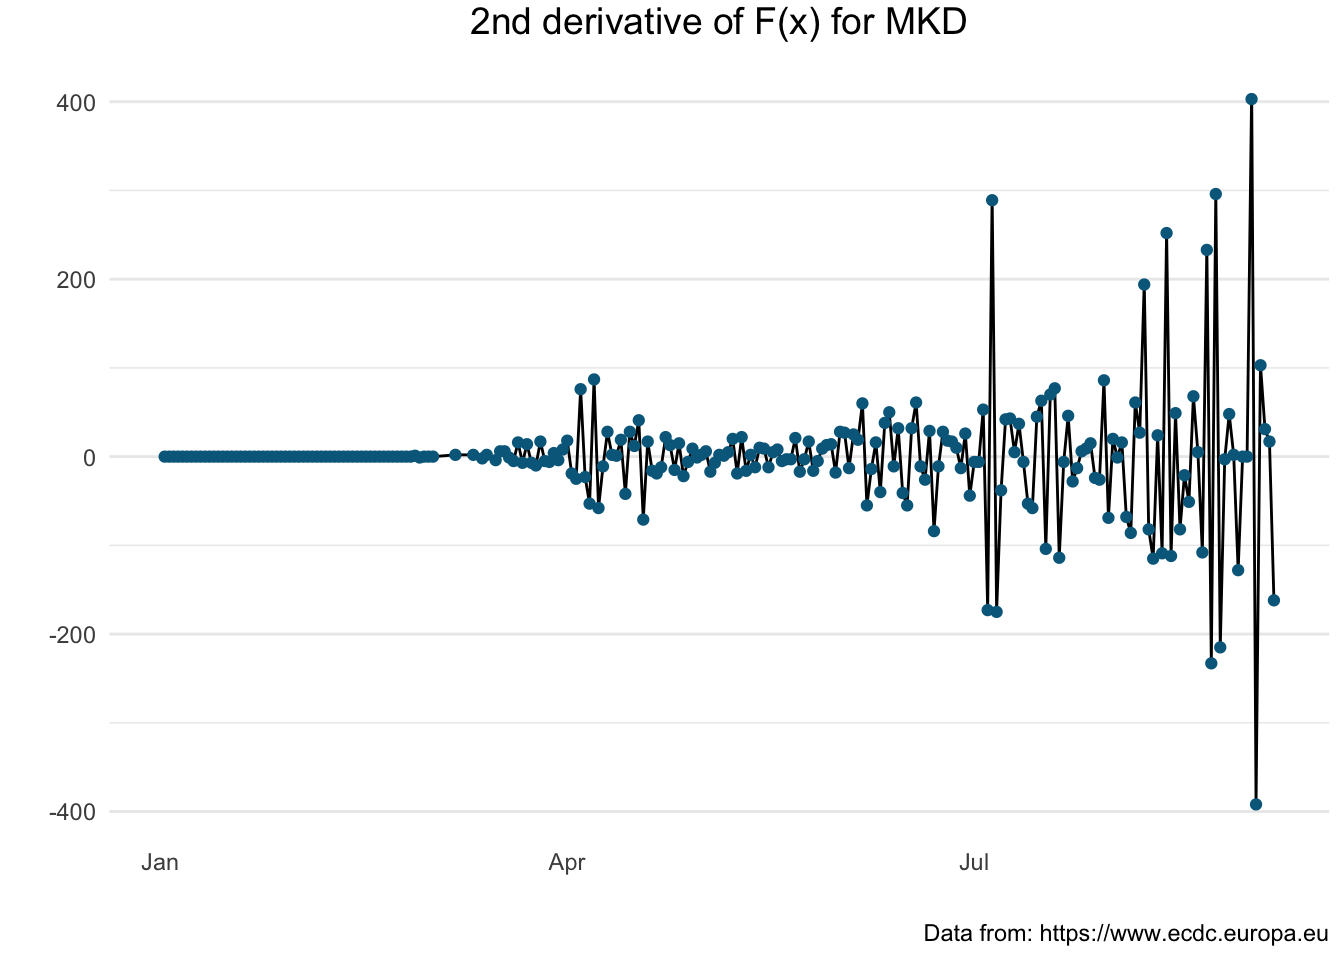 2nd derivative of F(x) for MKD
400
200
0
-200
-400
Jan Apr Jul
Data from: https://www.ecdc.europa.eu